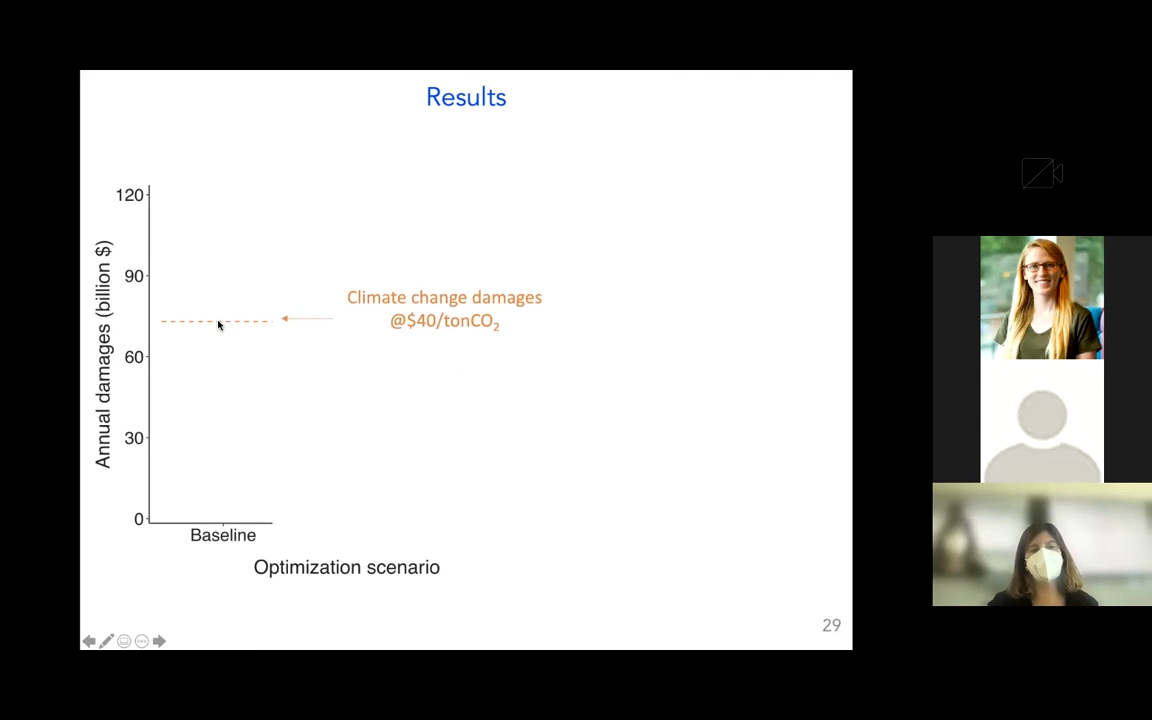 Results
120
90
60
30
0
Annual damages (billion $)
Climate change damages
@$40/tonCO₂
Baseline
Optimization scenario
29